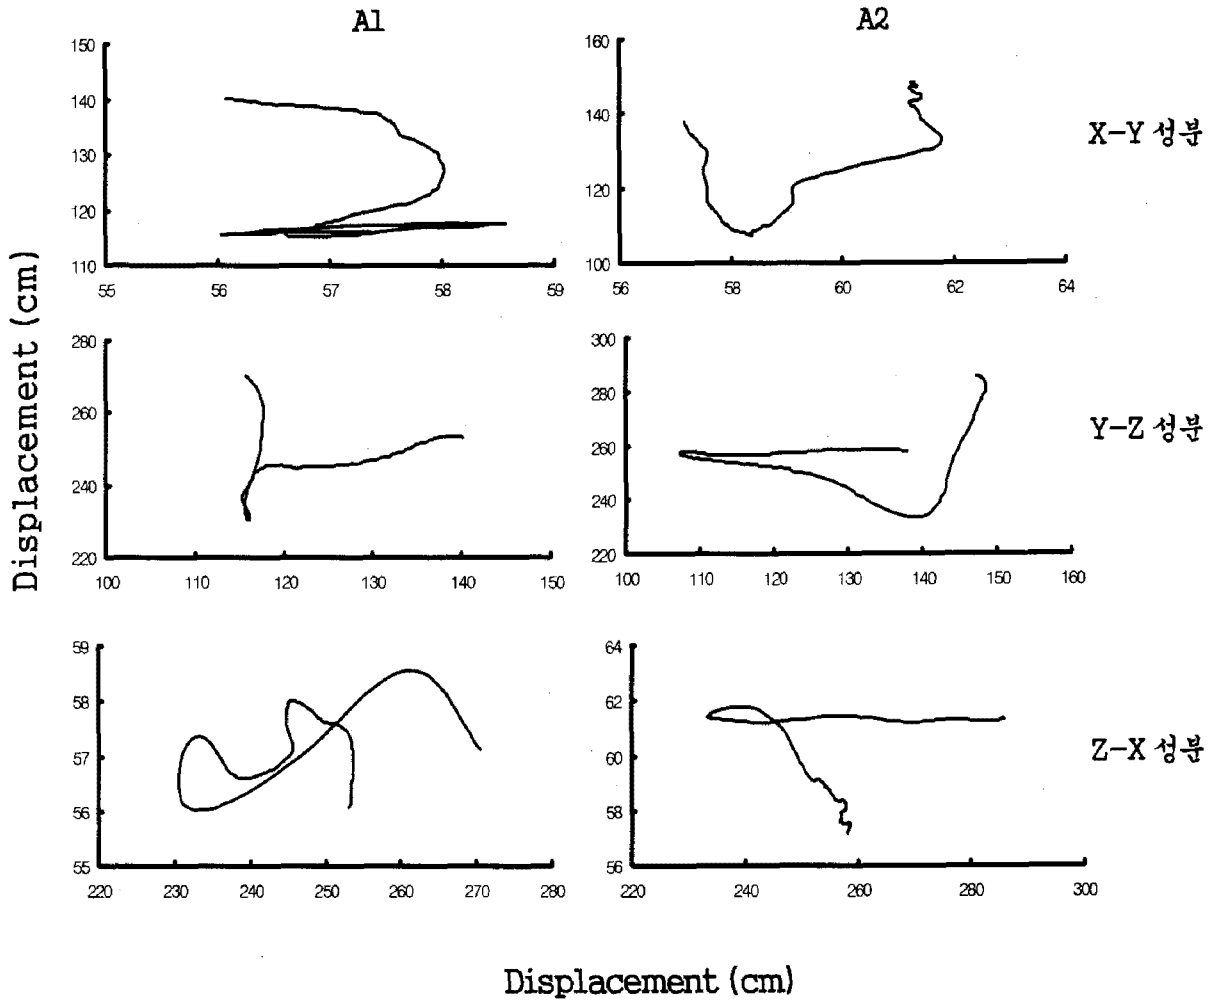 A1
A2
150
140
130
120
110
55 56 57 58 59
160
140
120
100
56 58 60 62 64
X-Y 성분
280
260
240
220
100 110 120 130 140 150
300
280
260
240
220
100 110 120 130 140 150 160
Y-Z 성분
59
58
57
56
55
220 230 240 250 260 270 280
64
62
60
58
56
220 240 260 280 300
Z-X 성분
Displacement (cm)
Displacement (cm)